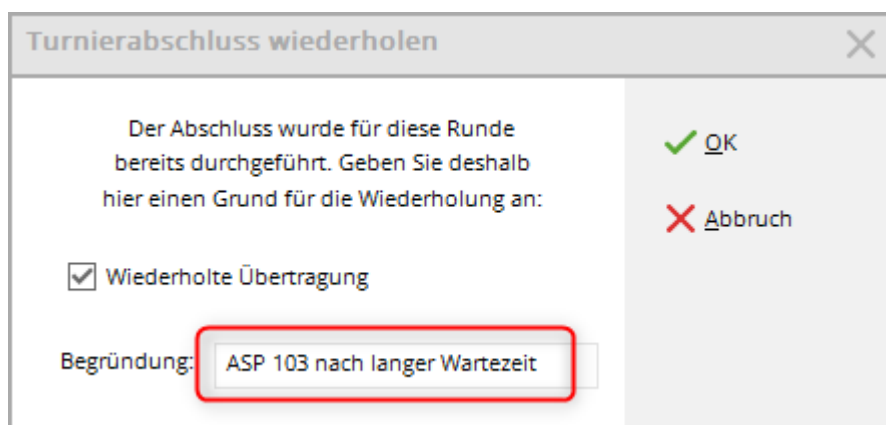 Turnierabschluss wiederholen
Der Abschluss wurde für diese Runde
bereits durchgeführt. Geben Sie deshalb
hier einen Grund für die Wiederholung an:
OK
Abbruch
Wiederholte Übertragung
Begründung: ASP 103 nach langer Wartezeit